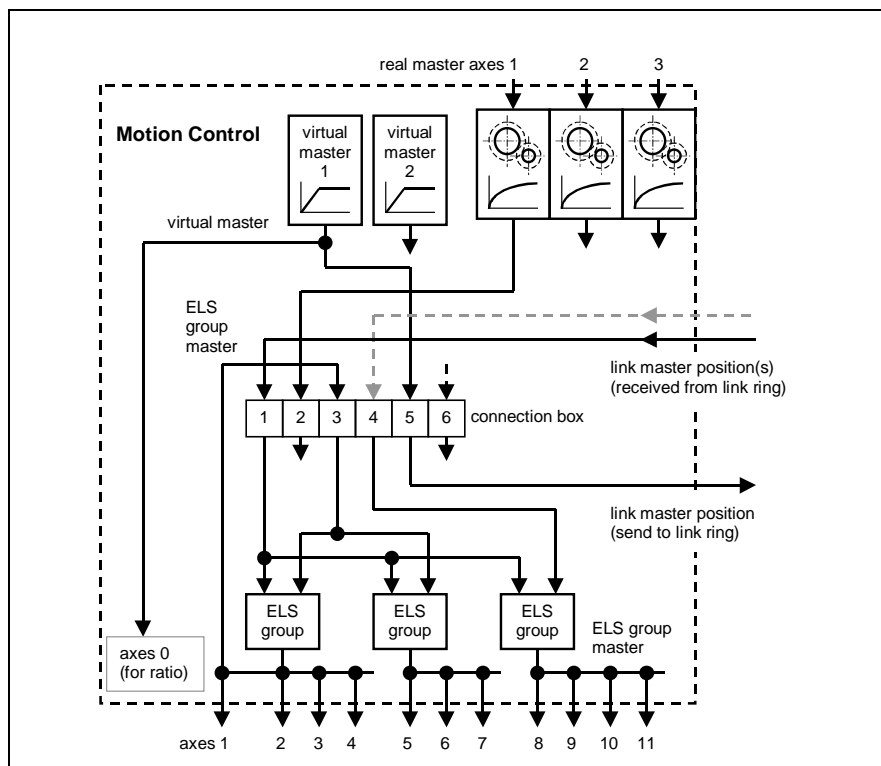 real master axes 1 2 3
Motion Control
virtual
master
1
virtual
master
2
virtual master
ELS
group
master
link master position(s)
(received from link ring)
1 2 3 4 5 6
connection box
link master position
(send to link ring)
ELS
group
ELS
group
ELS
group
ELS group
master
axes 0
(for ratio)
axes 1 2 3 4 5 6 7 8 9 10 11